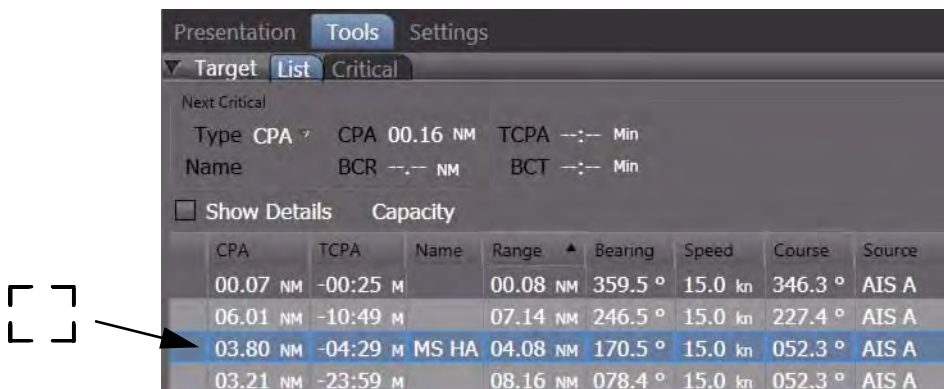 Presentation Tools Settings
Target List Critical
Next Critical
Type CPA CPA 00.16 NM TCPA --:-- Min
Name BCR --.-- NM BCT --:-- Min
Show Details Capacity
CPA TCPA Name Range Bearing Speed Course Source
00.07 NM -00:25 M 00.08 NM 359.5 º 15.0 kn 346.3 º AIS A
06.01 NM -10:49 M 07.14 NM 246.5 º 15.0 kn 227.4 º AIS A
03.80 NM -04:29 M MS HA 04.08 NM 170.5 º 15.0 kn 052.3 º AIS A
03.21 NM -23:59 M 08.16 NM 078.4 º 15.0 kn 052.3 º AIS A